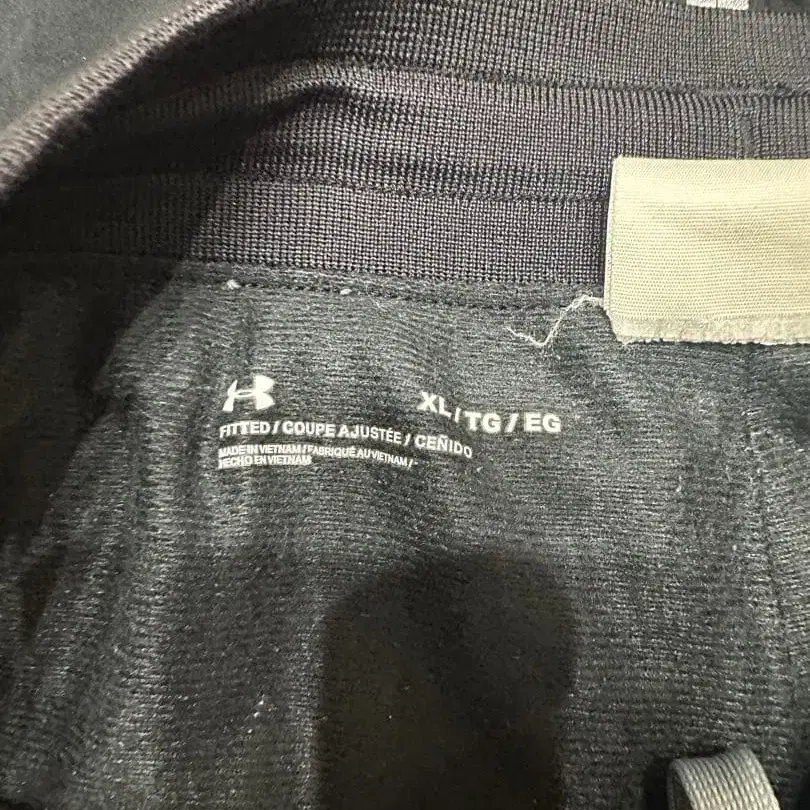 XL / TG / EG
FITTED / COUPE AJUSTÉE / CEÑIDO
MADE IN VIETNAM / FABRIQUÉ AU VIETNAM /
HECHO EN VIETNAM